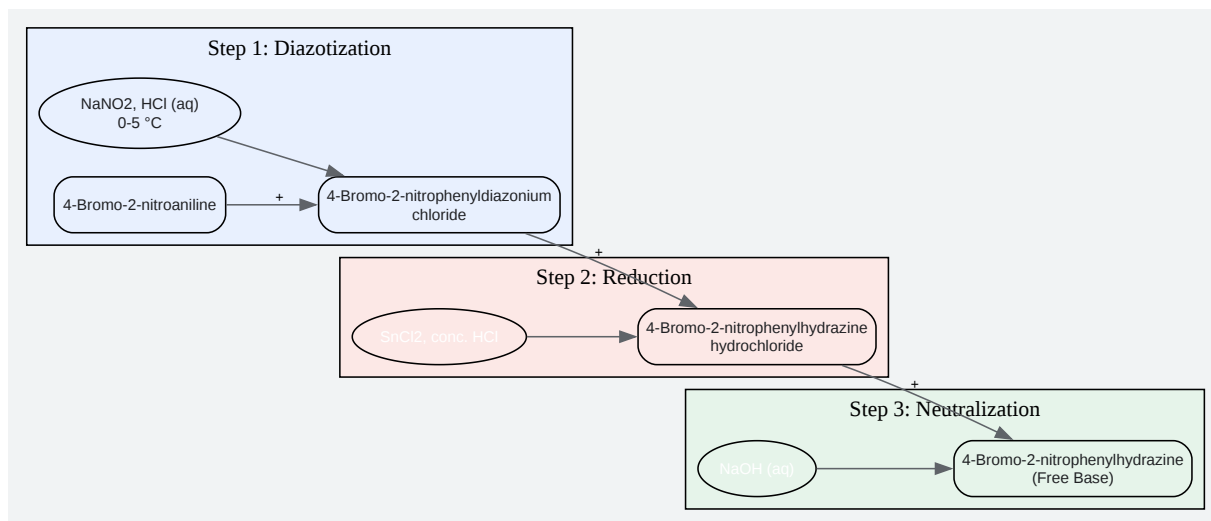 Step 1: Diazotization
NaNO2, HCl (aq)
0-5 °C
4-Bromo-2-nitroaniline
+
4-Bromo-2-nitrophenyldiazonium
chloride
+
Step 2: Reduction
SnCl2, conc. HCl
4-Bromo-2-nitrophenylhydrazine
hydrochloride
+
Step 3: Neutralization
NaOH (aq)
4-Bromo-2-nitrophenylhydrazine
(Free Base)